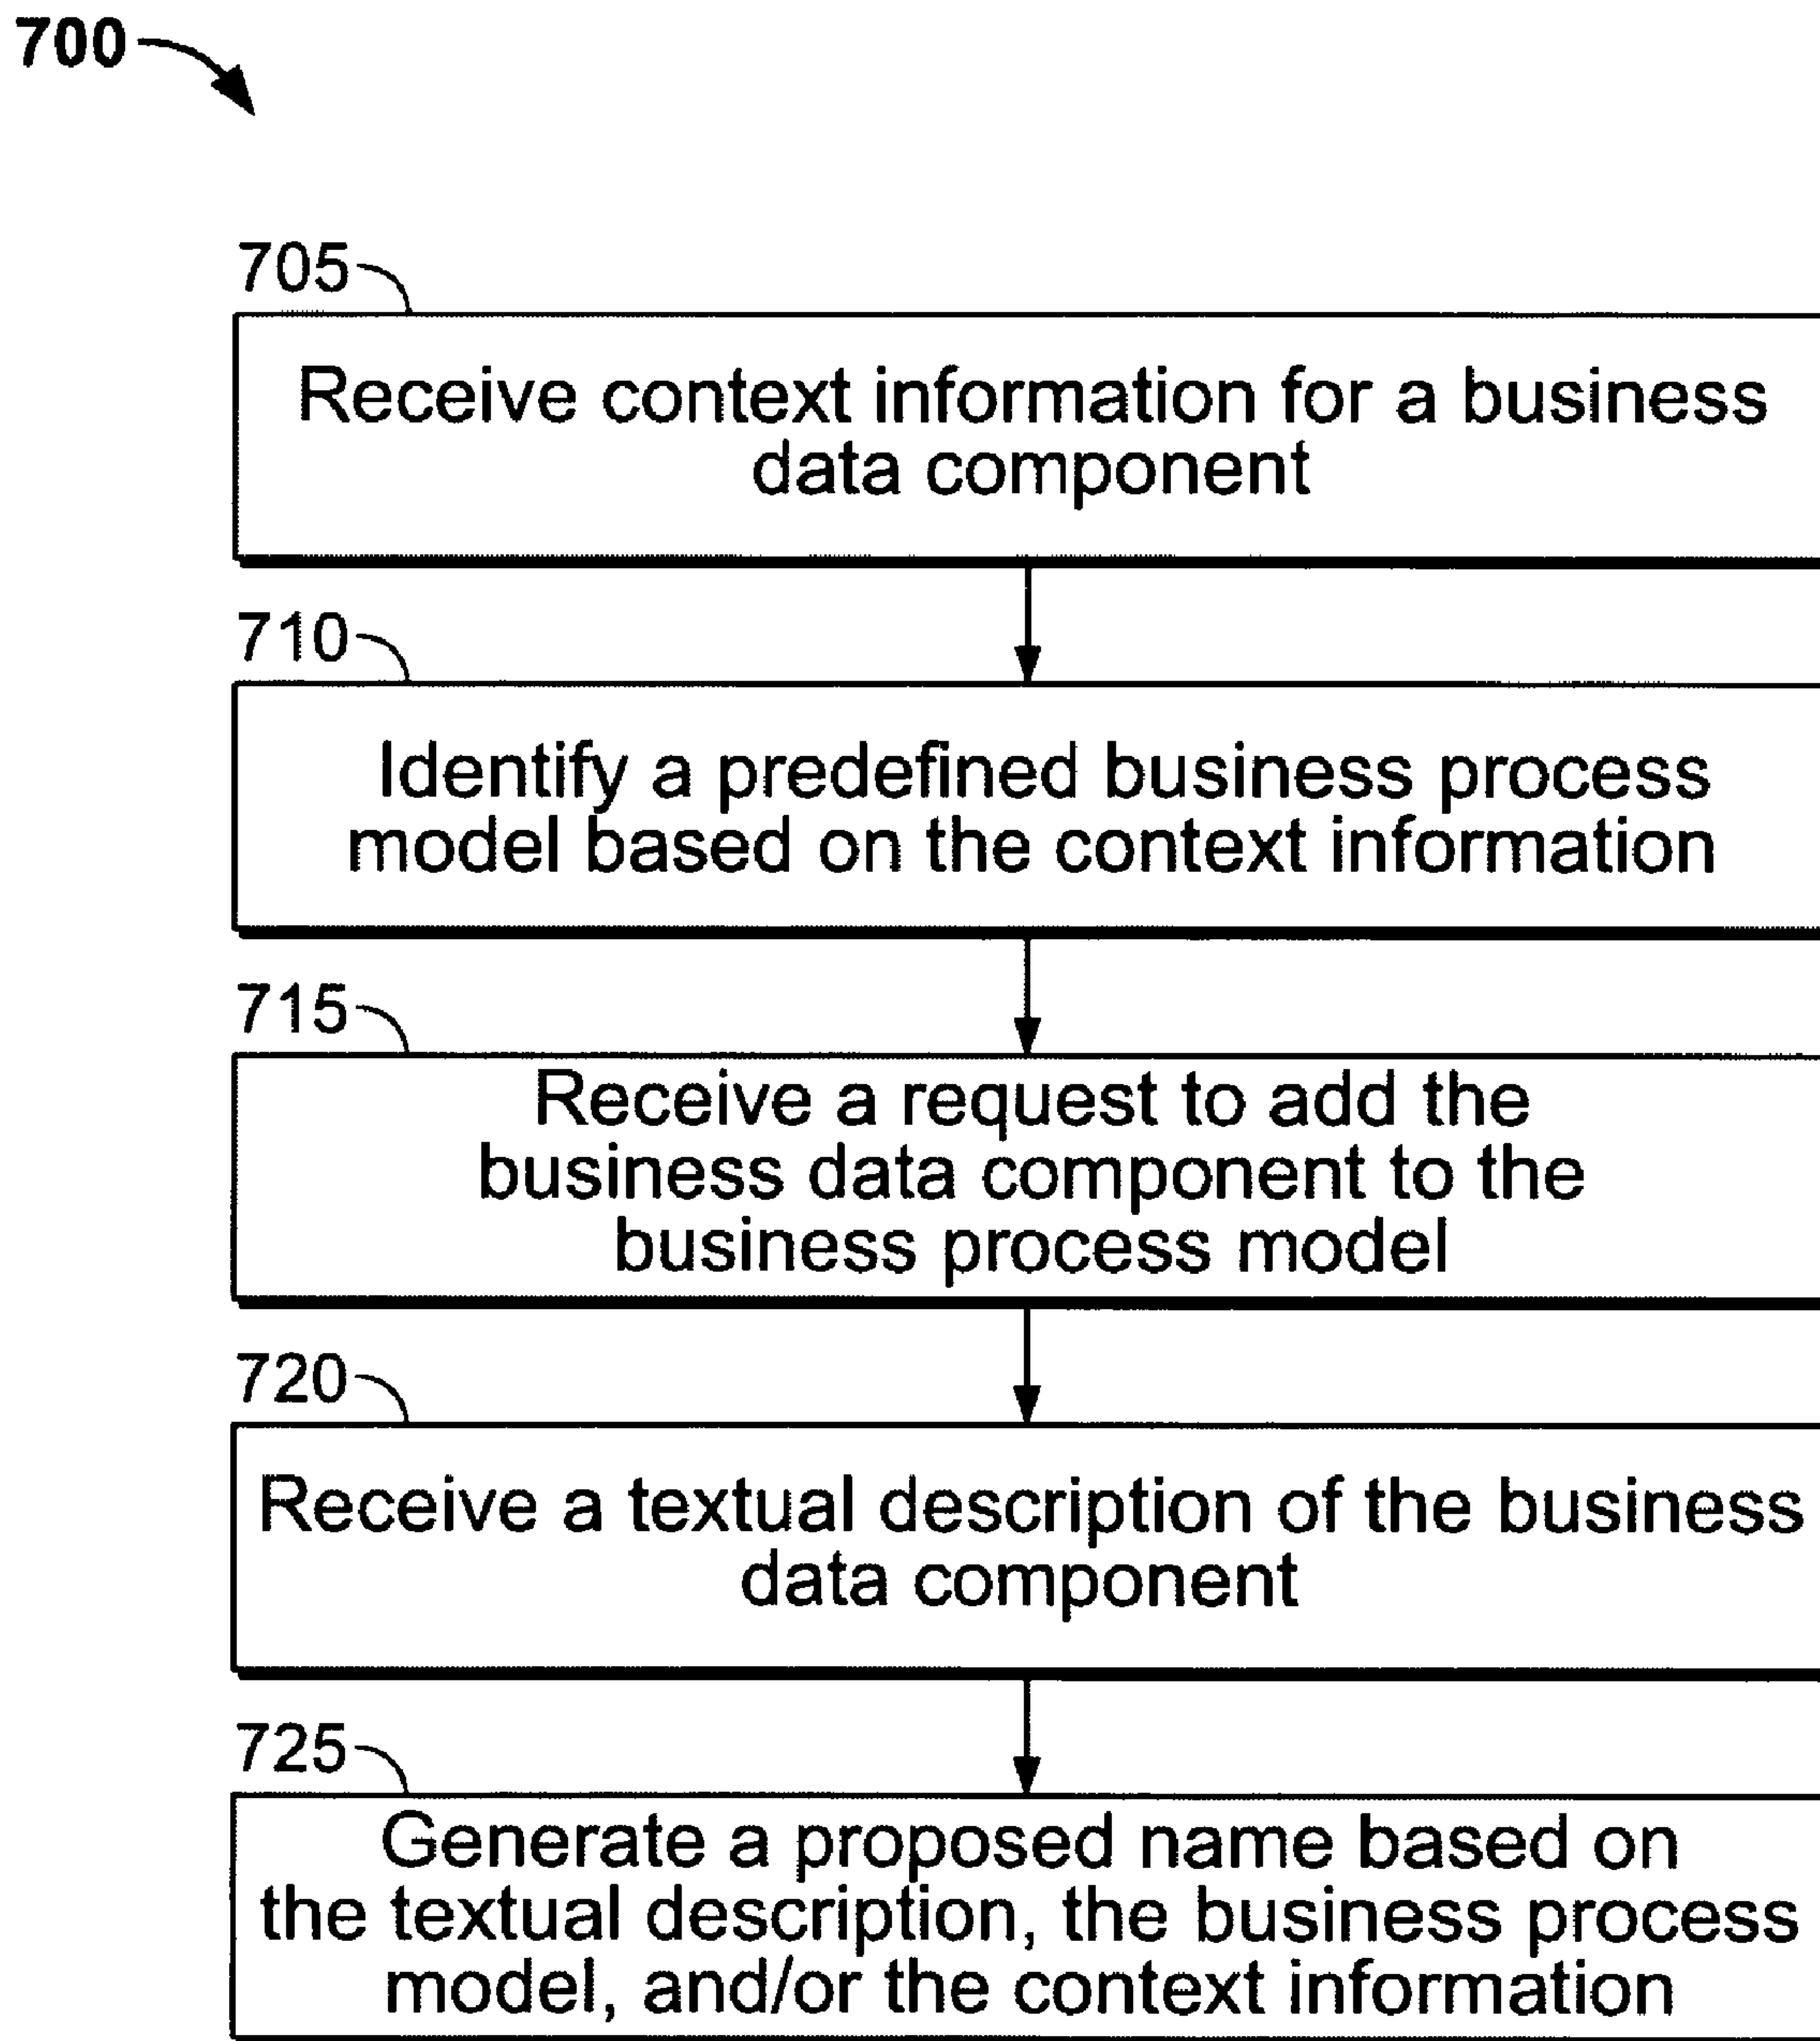 700
705
Receive context information for a business
data component
710
Identify a predefined business process
model based on the context information
715
Receive a request to add the
business data component to the
business process model
720
Receive a textual description of the business
data component
725
Generate a proposed name based on
the textual description, the business process
model, and/or the context information